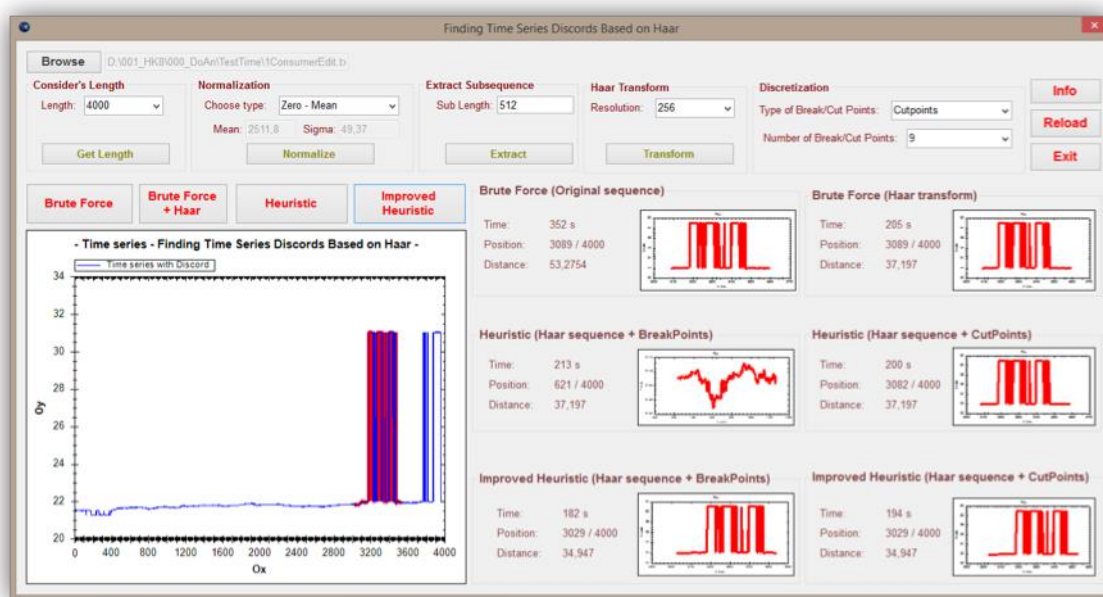 Finding Time Series Discords Based on Haar
Browse D:\001_HK8\000_DoAn\TestTime\1ConsumerEdit.t
Consider's Length
Length: 4000
Get Length
Normalization
Choose type: Zero - Mean
Mean: 2511,8 Sigma: 49,37
Normalize
Extract Subsequence
Sub Length: 512
Extract
Haar Transform
Resolution: 256
Transform
Discretization
Type of Break/Cut Points: Cutpoints
Number of Break/Cut Points: 9
Info
Reload
Exit
Brute Force
Brute Force
+ Haar
Heuristic
Improved
Heuristic
- Time series - Finding Time Series Discords Based on Haar -
Time series with Discord
34
32
30
28
26
24
22
20
Oy
0 400 800 1200 1600 2000 2400 2800 3200 3600 4000
Ox
Brute Force (Original sequence)
Time: 352 s
Position: 3089 / 4000
Distance: 53,2754
Brute Force (Haar transform)
Time: 205 s
Position: 3089 / 4000
Distance: 37,197
Heuristic (Haar sequence + BreakPoints)
Time: 213 s
Position: 621 / 4000
Distance: 37,197
Heuristic (Haar sequence + CutPoints)
Time: 200 s
Position: 3082 / 4000
Distance: 37,197
Improved Heuristic (Haar sequence + BreakPoints)
Time: 182 s
Position: 3029 / 4000
Distance: 34,947
Improved Heuristic (Haar sequence + CutPoints)
Time: 194 s
Position: 3029 / 4000
Distance: 34,947